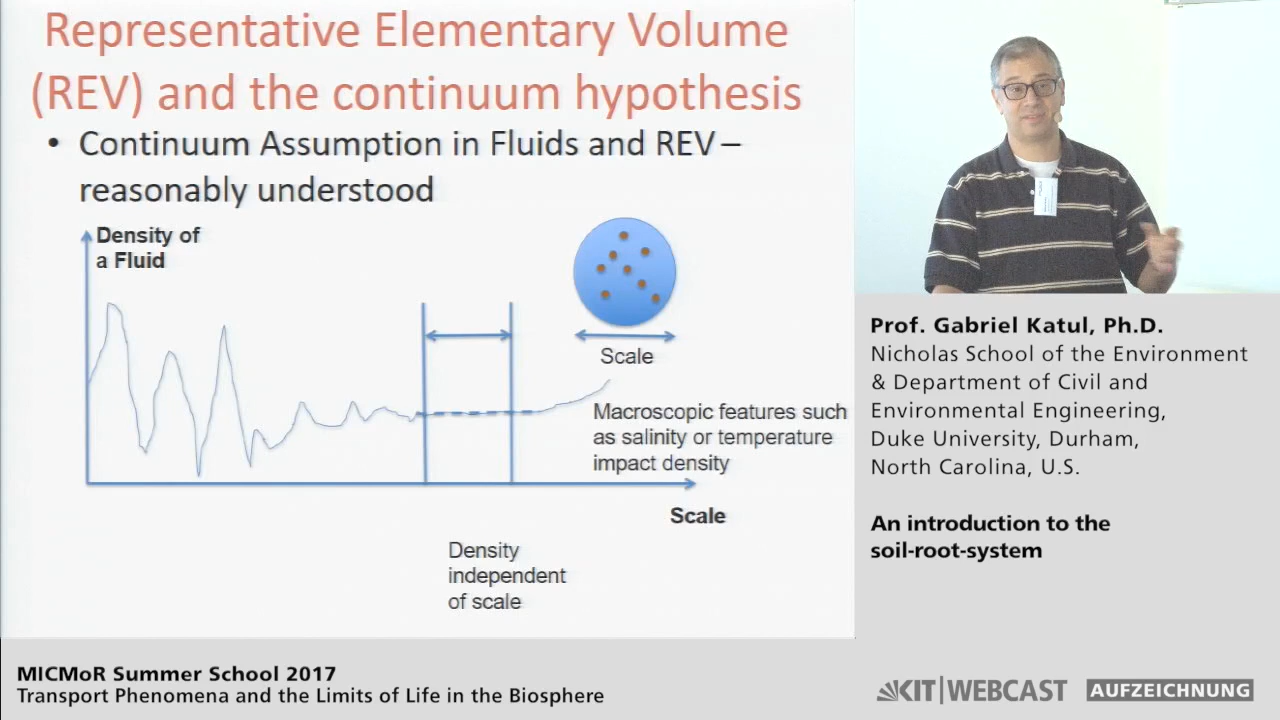 Representative Elementary Volume
(REV) and the continuum hypothesis
• Continuum Assumption in Fluids and REV –
reasonably understood
Density of
a Fluid
Scale
Macroscopic features such
as salinity or temperature
impact density
Scale
Density
independent
of scale
Prof. Gabriel Katul, Ph.D.
Nicholas School of the Environment
& Department of Civil and
Environmental Engineering,
Duke University, Durham,
North Carolina, U.S.
An introduction to the
soil-root-system
MICMoR Summer School 2017
Transport Phenomena and the Limits of Life in the Biosphere
KIT|WEBCAST
AUFZEICHNUNG